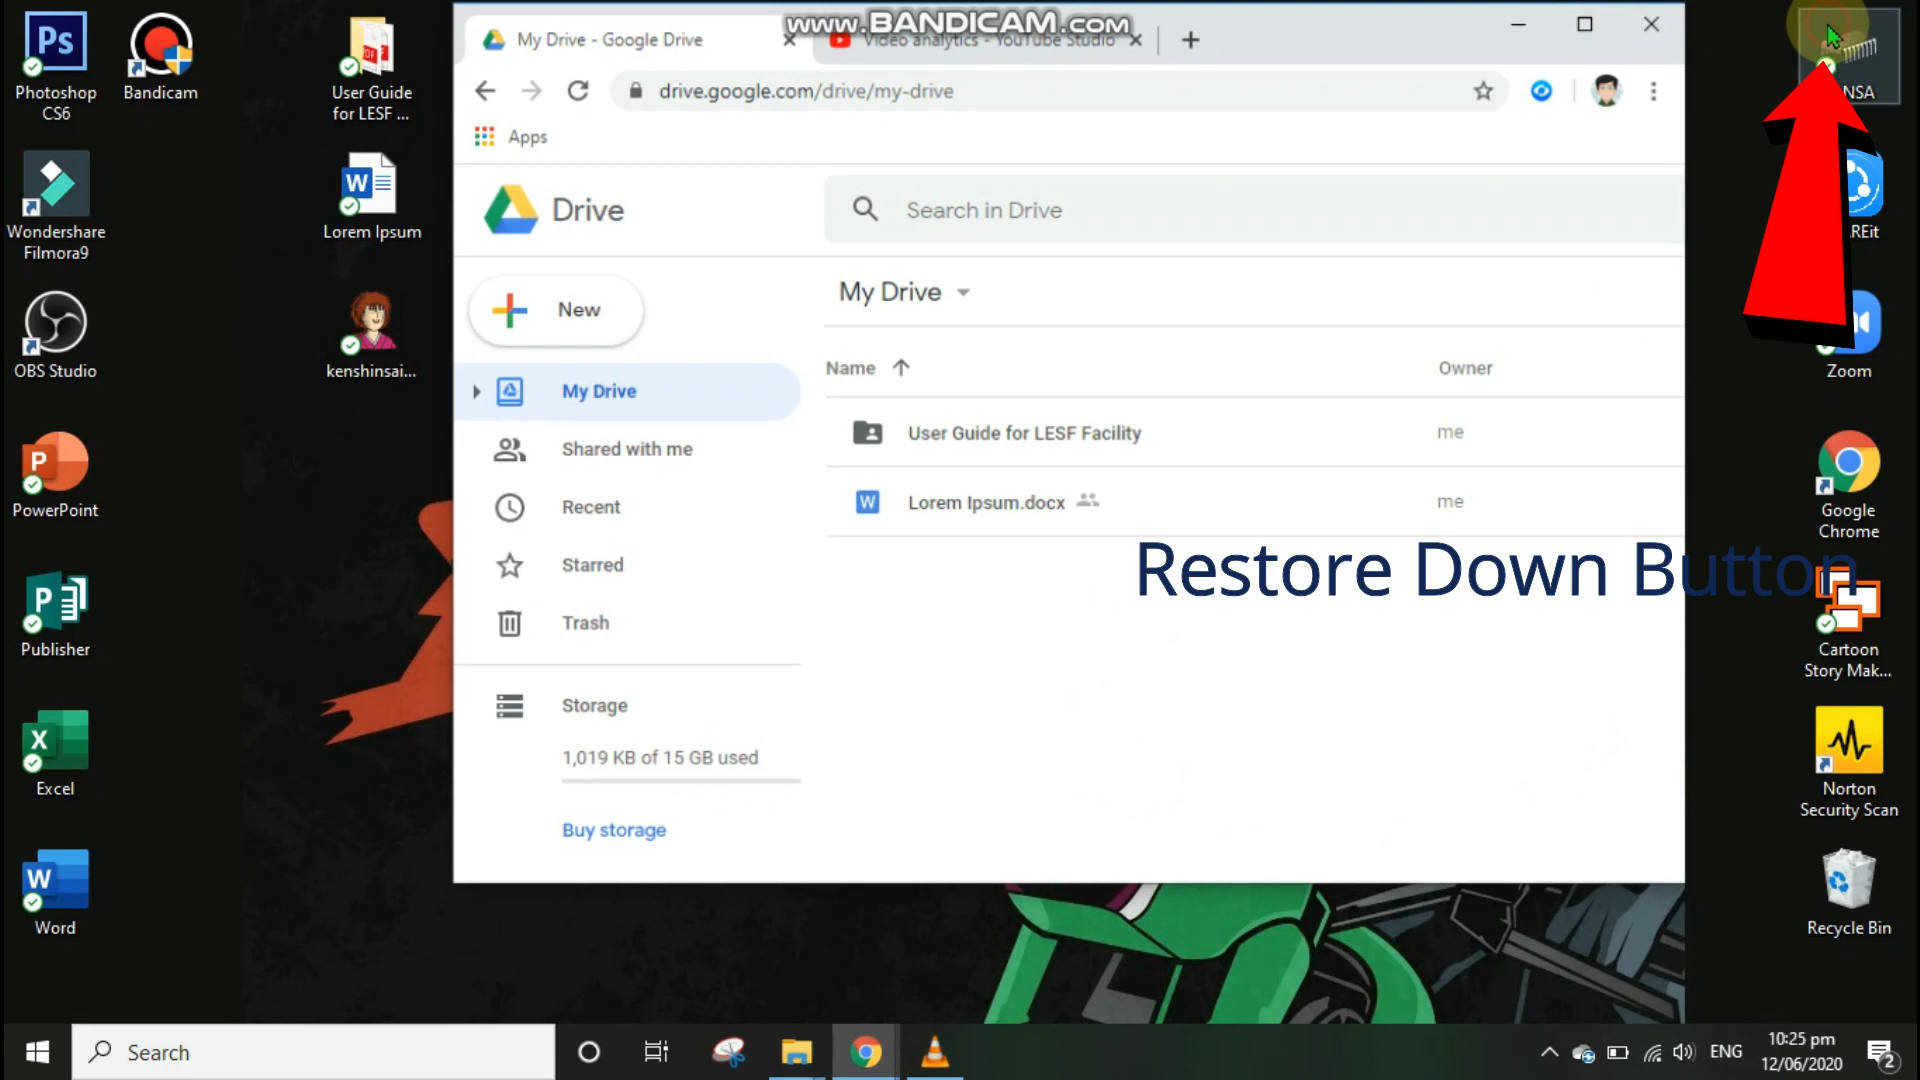 Photoshop
CS6
Bandicam
User Guide
for LESF ...
Wondershare
Filmora9
Lorem Ipsum
OBS Studio
kenshinsai...
PowerPoint
Publisher
Excel
Word
www.BANDICAM.com
My Drive - Google Drive
Video analytics - YouTube Studio
drive.google.com/drive/my-drive
Apps
Drive
Search in Drive
New
My Drive
Shared with me
Recent
Starred
Trash
Storage
1,019 KB of 15 GB used
Buy storage
My Drive
Name
Owner
User Guide for LESF Facility
me
Lorem Ipsum.docx
me
Restore Down Button
NSA
REit
Zoom
Google
Chrome
Cartoon
Story Mak...
Norton
Security Scan
Recycle Bin
Search
ENG
10:25 pm
12/06/2020
2